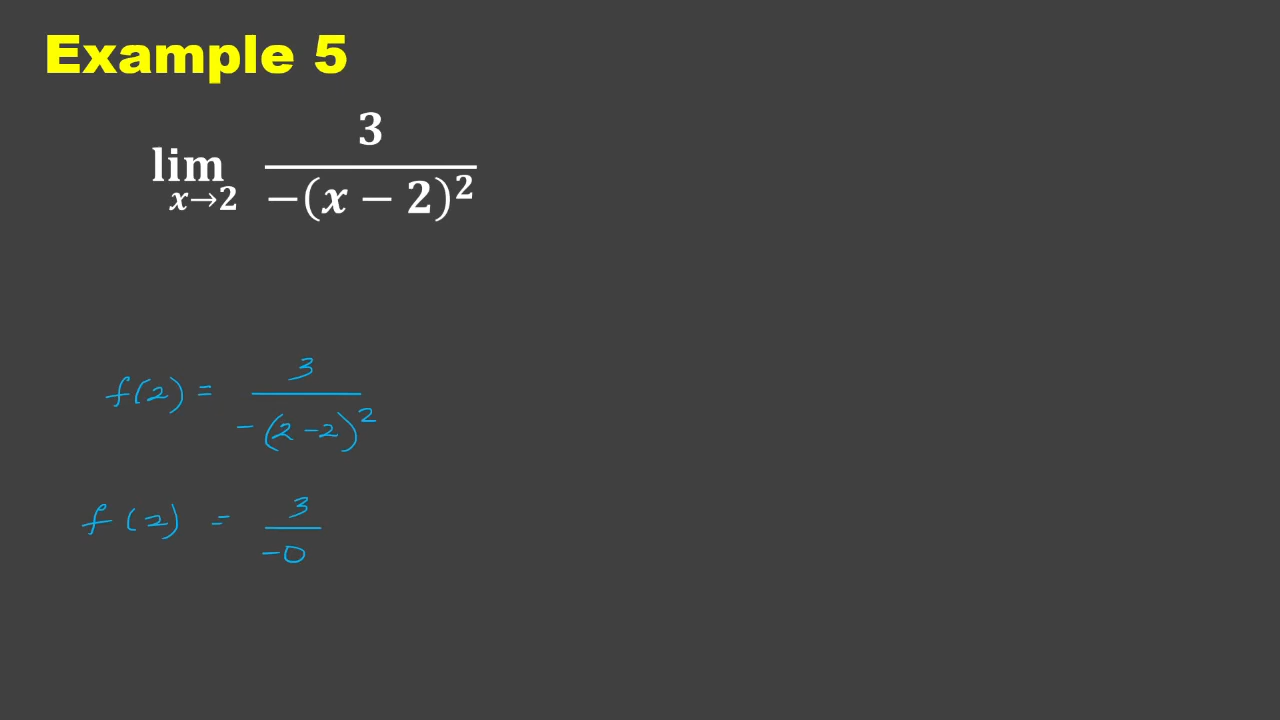 Example 5
lim x→2 3 / −(x − 2)²
f(2) = 3 / -(2-2)²
f(2) = 3 / -0